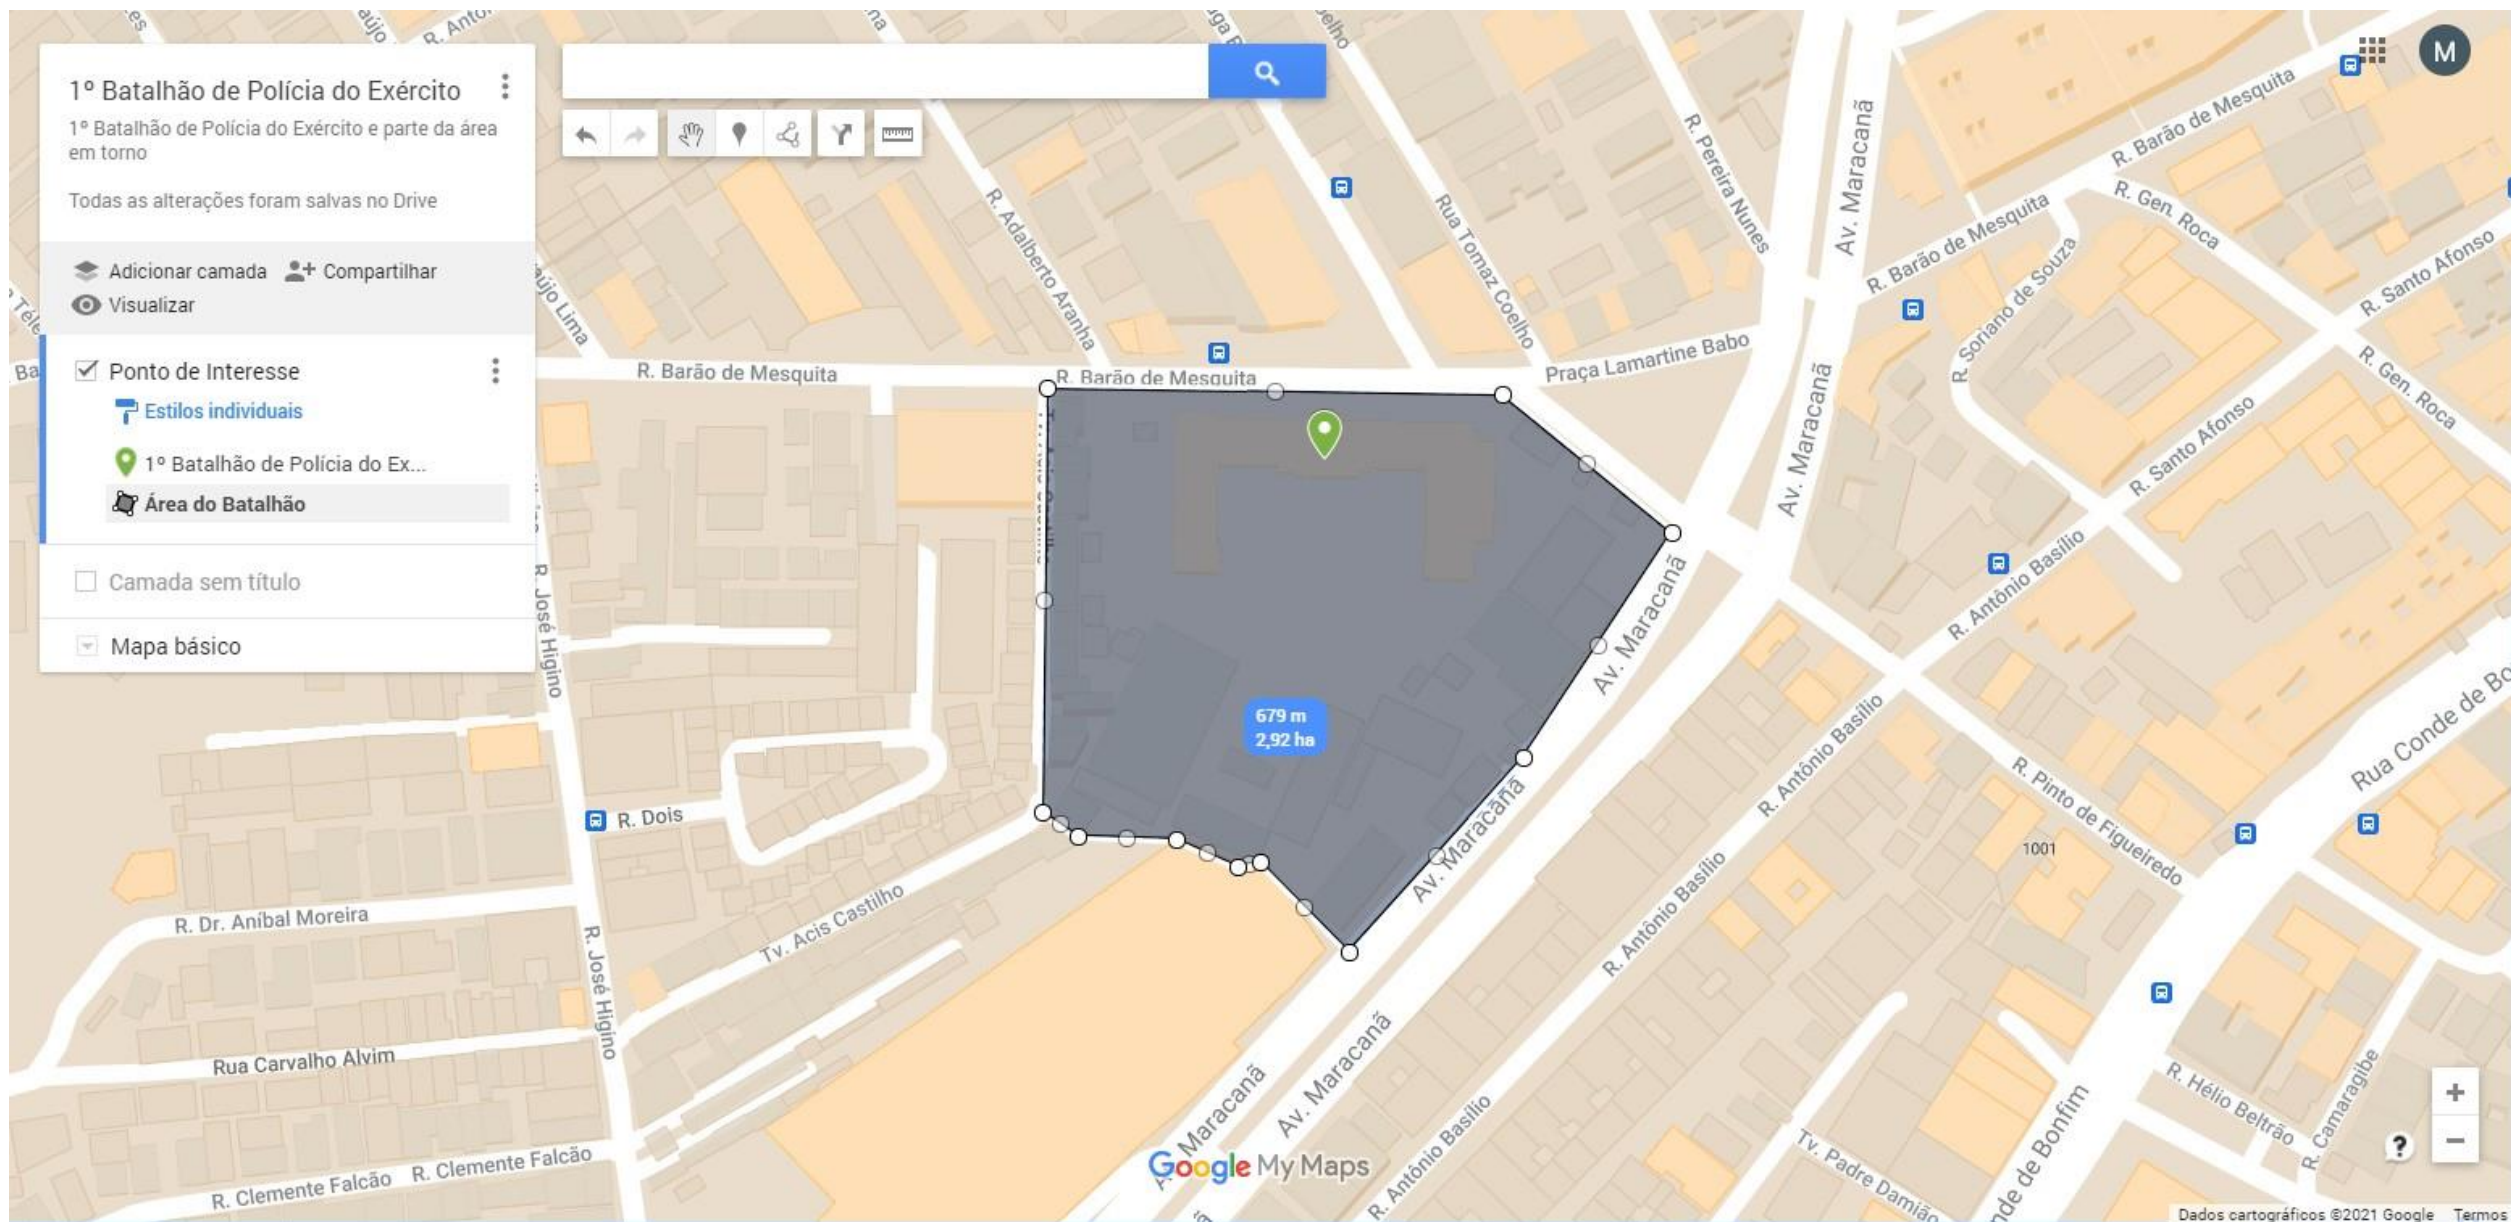 1º Batalhão de Polícia do Exército
1º Batalhão de Polícia do Exército e parte da área
em torno
Todas as alterações foram salvas no Drive
Adicionar camada
Compartilhar
Visualizar
Ponto de Interesse
Estilos individuais
1º Batalhão de Polícia do Ex...
Área do Batalhão
Camada sem título
Mapa básico
M
R. Adalberto Aranha
Rua Tomaz Coelho
R. Pereira Nunes
Av. Maracanã
R. Barão de Mesquita
R. Gen. Roca
R. Barão de Mesquita
R. Santo Afonso
R. Soriano de Souza
R. Barão de Mesquita
R. Barão de Mesquita
Praça Lamartine Babo
Av. Maracanã
R. Gen. Roca
R. Santo Afonso
R. Antônio Basílio
Av. Maracanã
R. José Higino
679 m
2,92 ha
R. Antônio Basílio
R. Pinto de Figueiredo
Rua Conde de Bo
R. Dois
Av. Maracanã
1001
R. Dr. Aníbal Moreira
Tv. Acis Castilho
R. José Higino
R. Antônio Basílio
Rua Carvalho Alvim
Av. Maracanã
Maracanã
R. Antônio Basílio
R. Hélio Beltrão
R. Camaragibe
R. Clemente Falcão
R. Clemente Falcão
Tv. Padre Damião
nde de Bonfim
Google My Maps
Dados cartográficos ©2021 Google
Termos